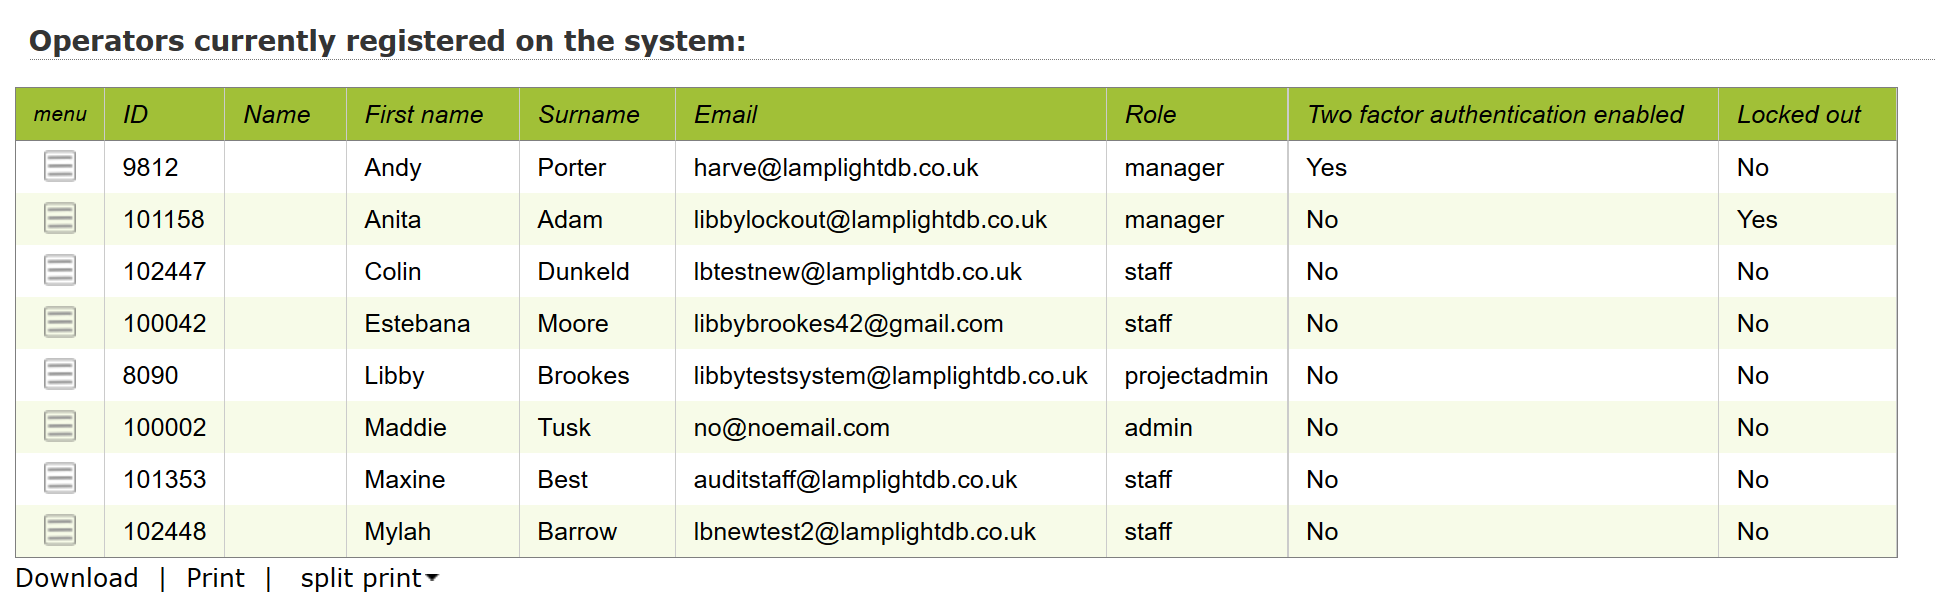 Operators currently registered on the system:
menu ID Name First name Surname Email Role Two factor authentication enabled Locked out
9812 Andy Porter harve@lamplightdb.co.uk manager Yes No
101158 Anita Adam libbylockout@lamplightdb.co.uk manager No Yes
102447 Colin Dunkeld lbtestnew@lamplightdb.co.uk staff No No
100042 Estebana Moore libbybrookes42@gmail.com staff No No
8090 Libby Brookes libbytestsystem@lamplightdb.co.uk projectadmin No No
100002 Maddie Tusk no@noemail.com admin No No
101353 Maxine Best auditstaff@lamplightdb.co.uk staff No No
102448 Mylah Barrow lbnewtest2@lamplightdb.co.uk staff No No
Download | Print | split print